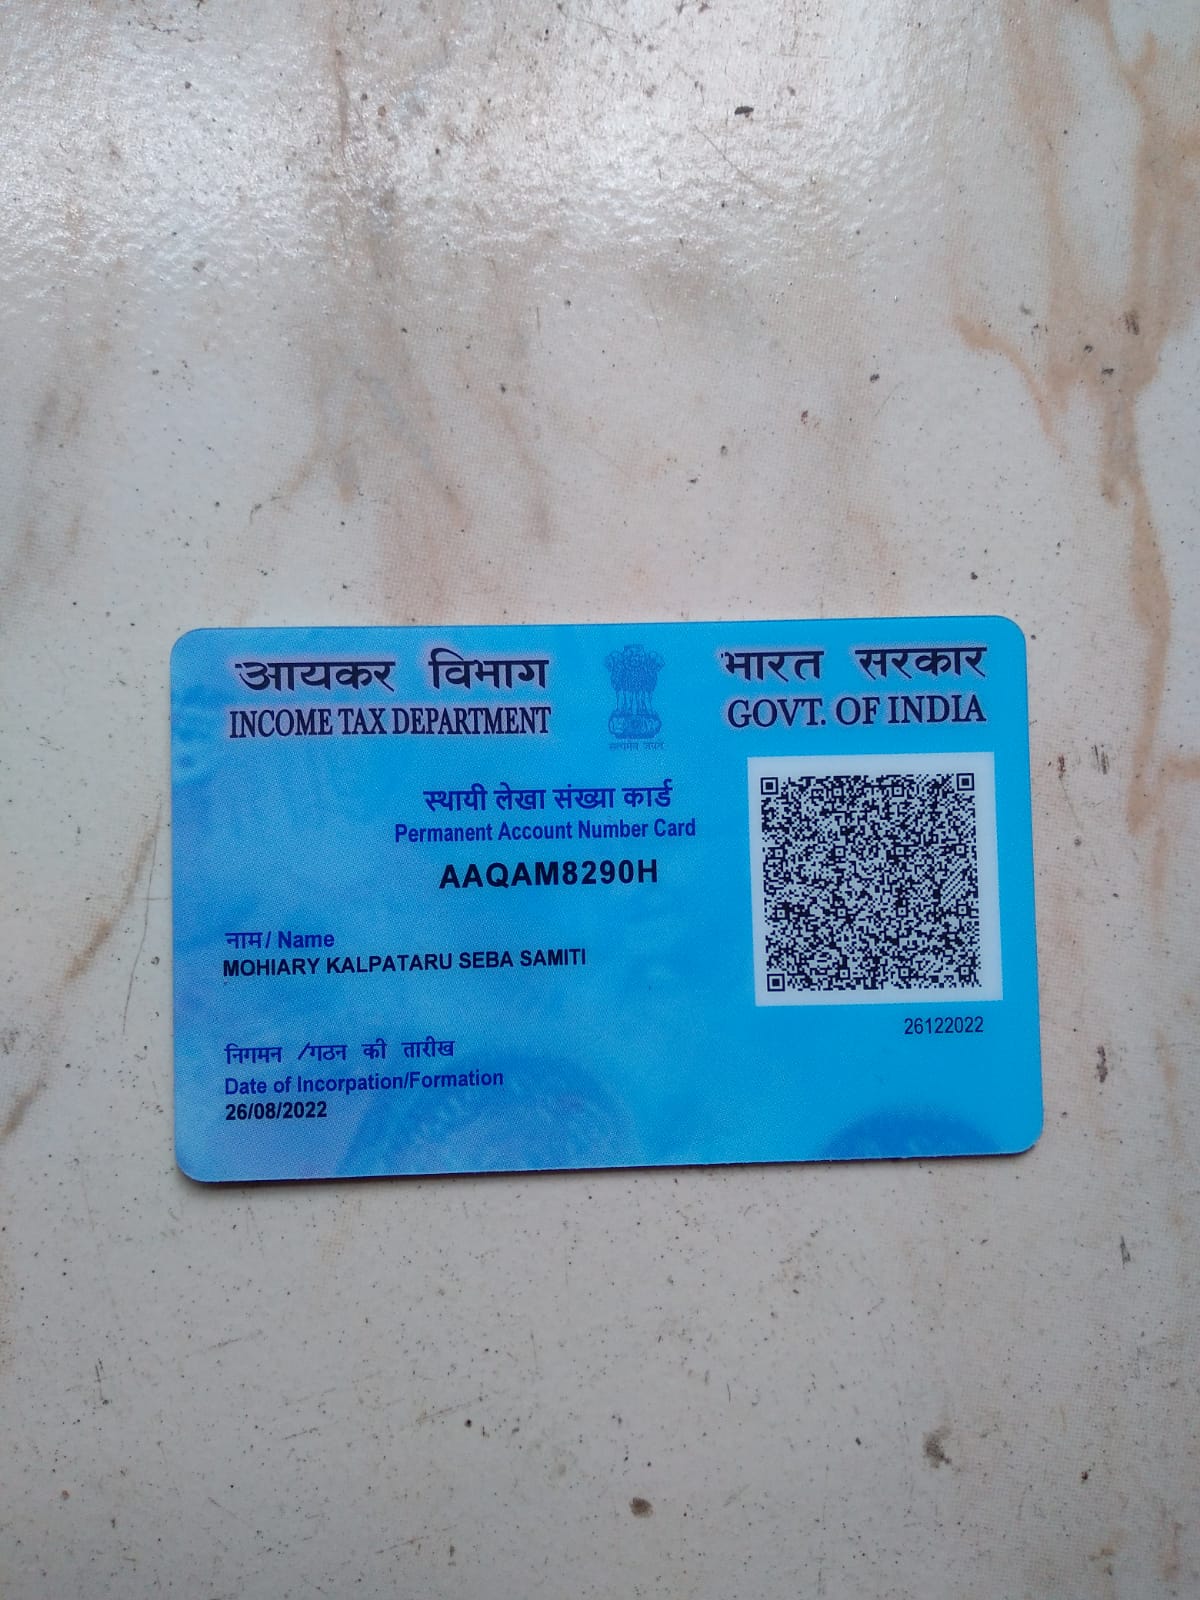 आयकर विभाग
INCOME TAX DEPARTMENT
सत्यमेव जयते
भारत सरकार
GOVT. OF INDIA
स्थायी लेखा संख्या कार्ड
Permanent Account Number Card
AAQAM8290H
नाम / Name
MOHIARY KALPATARU SEBA SAMITI
26122022
निगमन /गठन की तारीख
Date of Incorpation/Formation
26/08/2022